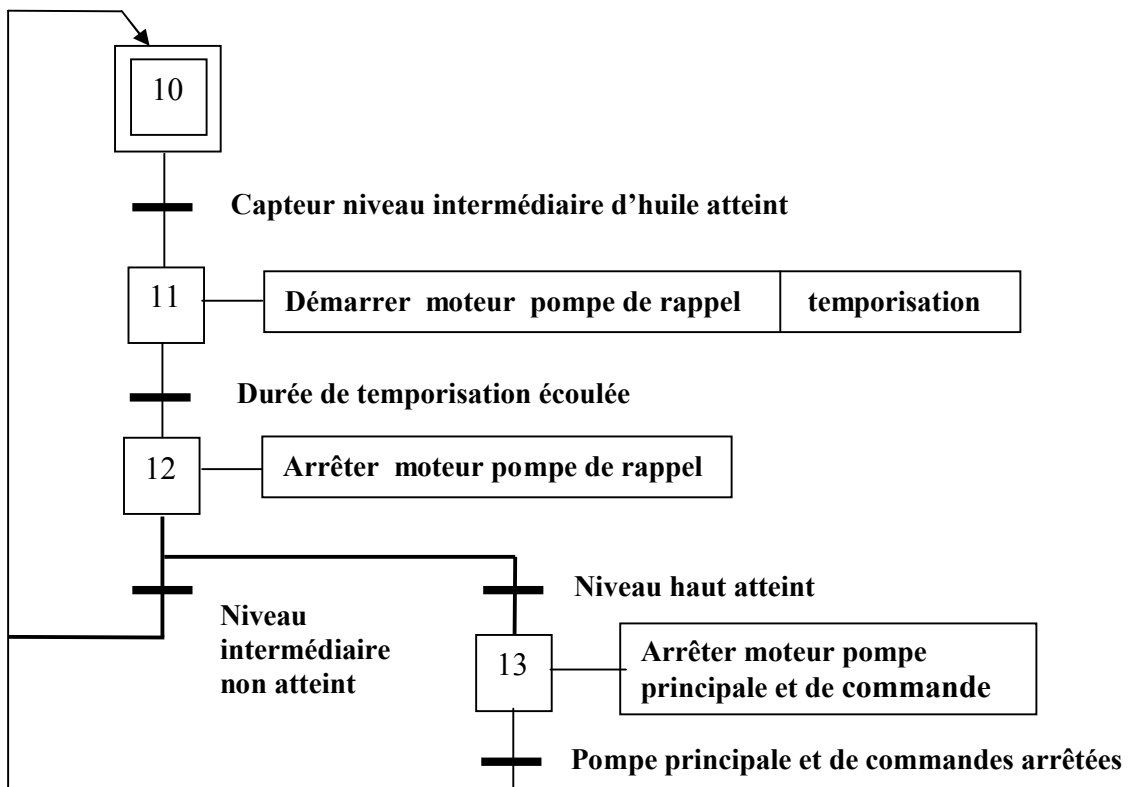 10
Capteur niveau intermédiaire d’huile atteint
11
Démarrer moteur pompe de rappel
temporisation
Durée de temporisation écoulée
12
Arrêter moteur pompe de rappel
Niveau
intermédiaire
non atteint
Niveau haut atteint
13
Arrêter moteur pompe
principale et de commande
Pompe principale et de commandes arrêtées